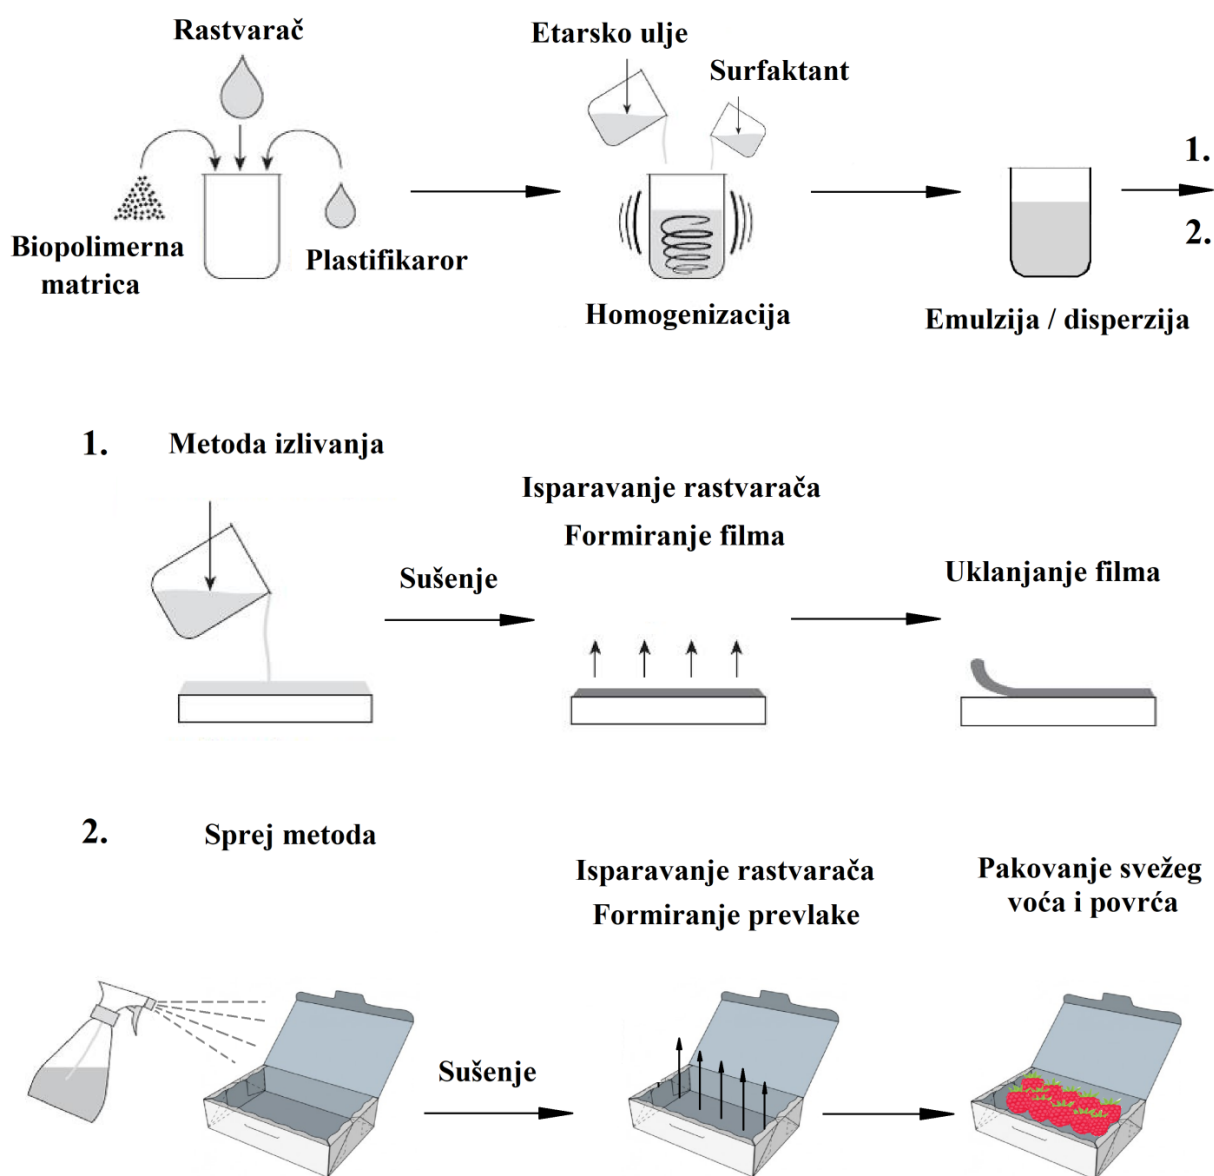 Rastvarač
Etarsko ulje
Surfaktant
Biopolimerna
matrica
Plastifikaror
Homogenizacija
Emulzija / disperzija
1.
2.
1.
Metoda izlivanja
Sušenje
Isparavanje rastvarača
Formiranje filma
Uklanjanje filma
2.
Sprej metoda
Sušenje
Isparavanje rastvarača
Formiranje prevlake
Pakovanje svežeg
voća i povrća